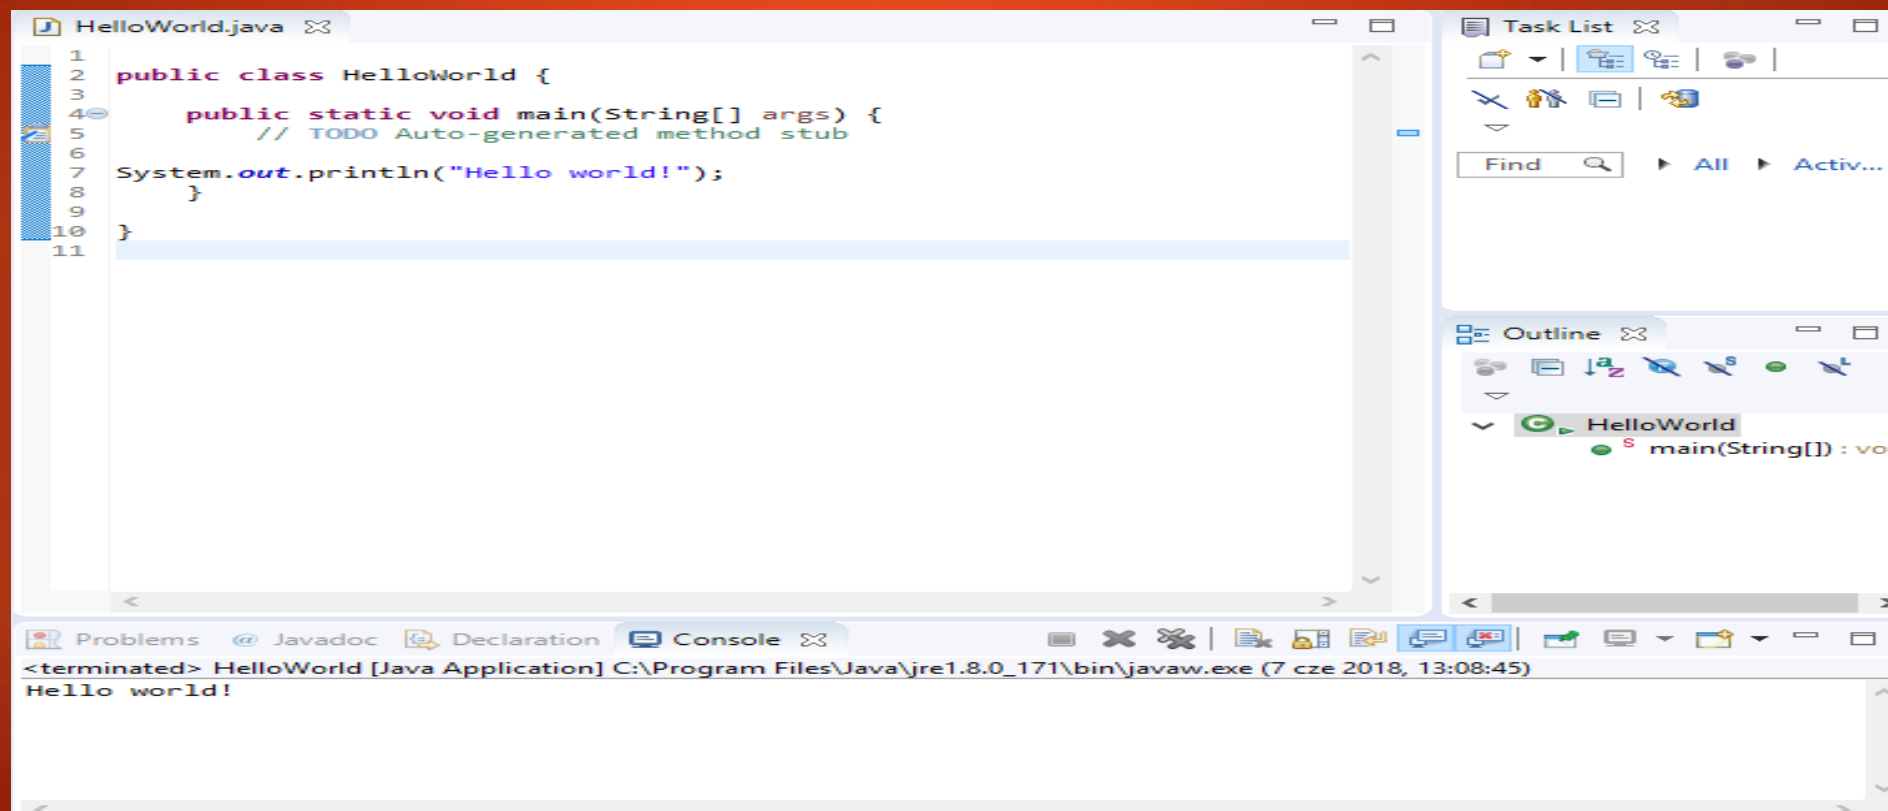 HelloWorld.java
1
2 public class HelloWorld {
3
4 public static void main(String[] args) {
5 // TODO Auto-generated method stub
6
7 System.out.println("Hello world!");
8 }
9
10 }
11
Task List
Find All Activ...
Outline
HelloWorld
main(String[]) : vo
Problems @ Javadoc Declaration Console
<terminated> HelloWorld [Java Application] C:\Program Files\Java\jre1.8.0_171\bin\javaw.exe (7 cze 2018, 13:08:45)
Hello world!